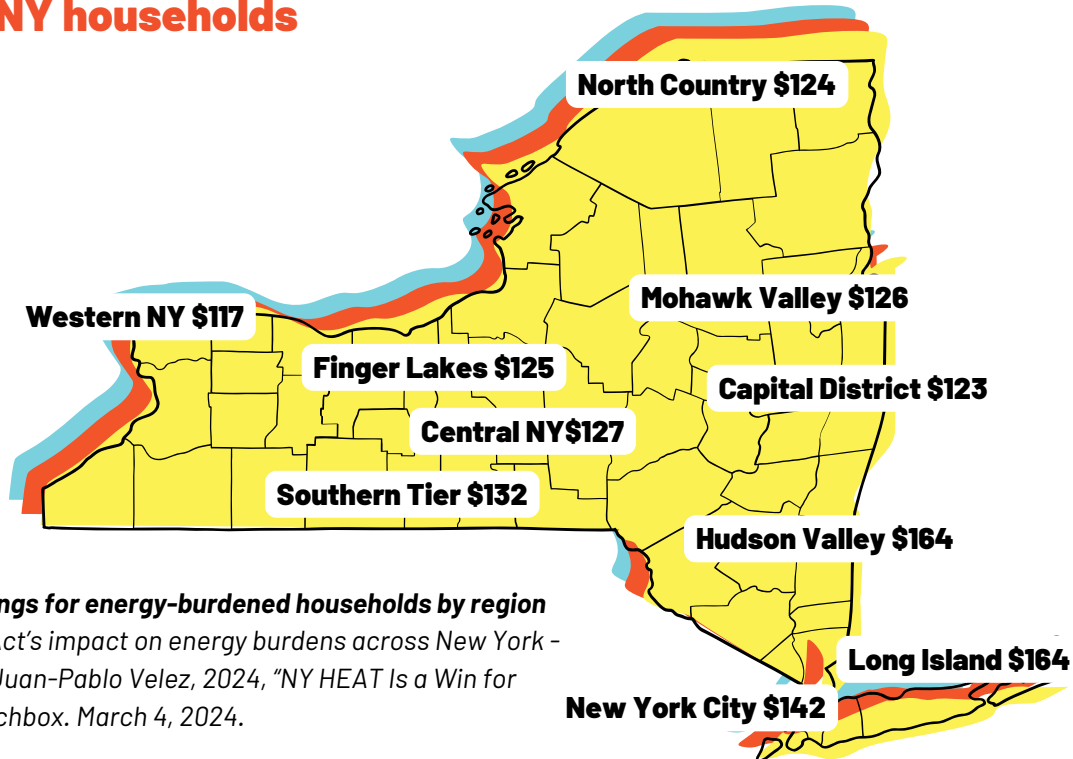 NY households
North Country $124
Mohawk Valley $126
Western NY $117
Finger Lakes $125
Capital District $123
Central NY$127
Southern Tier $132
Hudson Valley $164
ngs for energy-burdened households by region
Act's impact on energy burdens across New York -
Juan-Pablo Velez, 2024, “NY HEAT Is a Win for
chbox. March 4, 2024.
Long Island $164
New York City $142